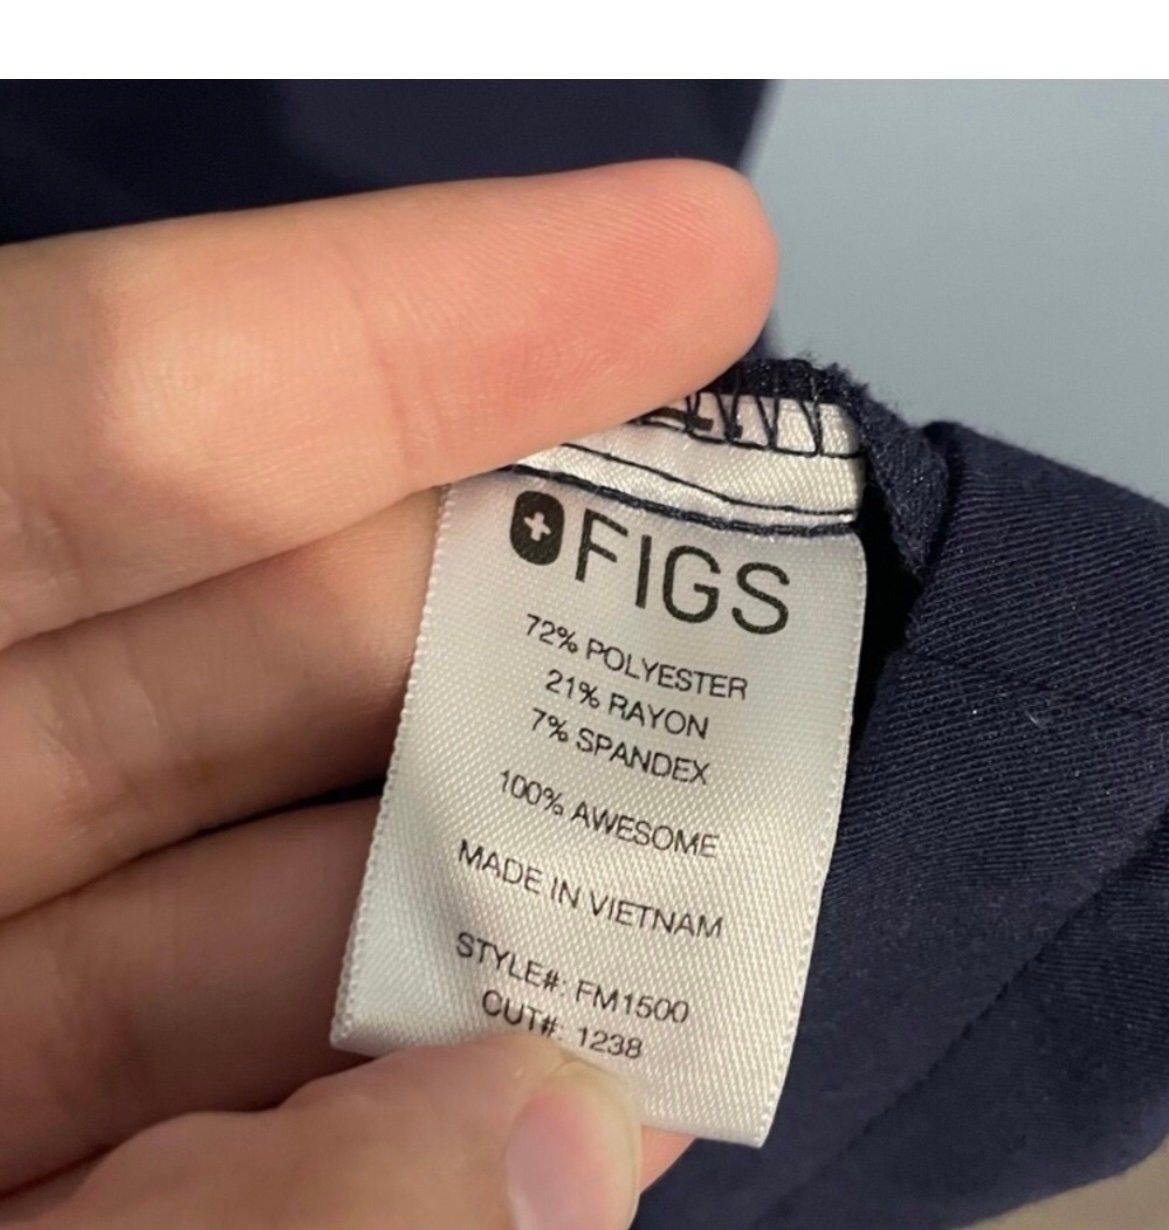 FIGS
72% POLYESTER
21% RAYON
7% SPANDEX
100% AWESOME
MADE IN VIETNAM
STYLE#: FM1500
CUT#: 1238